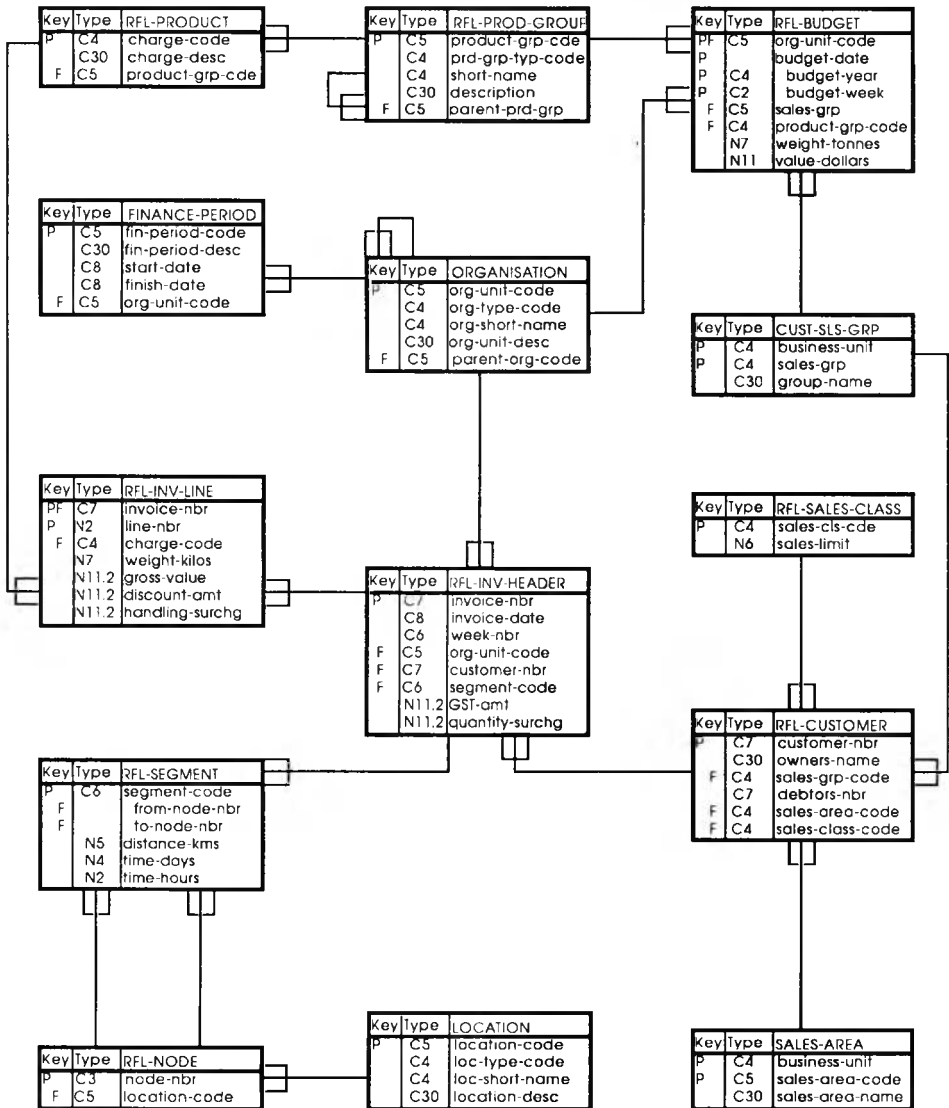 Key Type RFL-PRODUCT
P C4 charge-code
C30 charge-desc
F C5 product-grp-cde
Key Type RFL-PROD-GROUP
P C5 product-grp-cde
C4 prd-grp-typ-code
C4 short-name
C30 description
F C5 parent-prd-grp
Key Type RFL-BUDGET
PF C5 org-unit-code
P budget-date
P C4 budget-year
P C2 budget-week
F C5 sales-grp
F C4 product-grp-code
N7 weight-tonnes
N11 value-dollars
Key Type FINANCE-PERIOD
P C5 fin-period-code
C30 fin-period-desc
C8 start-date
C8 finish-date
F C5 org-unit-code
Key Type ORGANISATION
P C5 org-unit-code
C4 org-type-code
C4 org-short-name
C30 org-unit-desc
F C5 parent-org-code
Key Type CUST-SLS-GRP
P C4 business-unit
P C4 sales-grp
C30 group-name
Key Type RFL-INV-LINE
PF C7 invoice-nbr
P N2 line-nbr
F C4 charge-code
N7 weight-kilos
N11.2 gross-value
N11.2 discount-amt
N11.2 handling-surchg
Key Type RFL-INV-HEADER
P C7 invoice-nbr
C8 invoice-date
C6 week-nbr
F C5 org-unit-code
F C7 customer-nbr
F C6 segment-code
N11.2 GST-amt
N11.2 quantity-surchg
Key Type RFL-SALES-CLASS
P C4 sales-cls-cde
N6 sales-limit
Key Type RFL-CUSTOMER
P C7 customer-nbr
C30 owners-name
F C4 sales-grp-code
C7 debtors-nbr
F C4 sales-area-code
F C4 sales-class-code
Key Type RFL-SEGMENT
P C6 segment-code
F from-node-nbr
F to-node-nbr
N5 distance-kms
N4 time-days
N2 time-hours
Key Type RFL-NODE
P C3 node-nbr
F C5 location-code
Key Type LOCATION
P C5 location-code
C4 loc-type-code
C4 loc-short-name
C30 location-desc
Key Type SALES-AREA
P C4 business-unit
P C5 sales-area-code
C30 sales-area-name